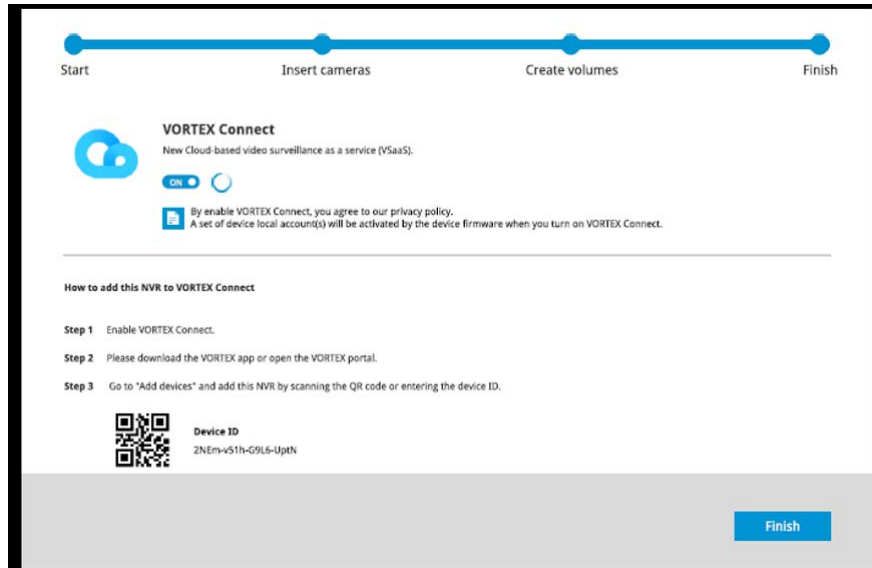 Start Insert cameras Create volumes Finish
VORTEX Connect
New Cloud-based video surveillance as a service (VSaaS).
ON
By enable VORTEX Connect, you agree to our privacy policy.
A set of device local account(s) will be activated by the device firmware when you turn on VORTEX Connect.
How to add this NVR to VORTEX Connect
Step 1 Enable VORTEX Connect.
Step 2 Please download the VORTEX app or open the VORTEX portal.
Step 3 Go to "Add devices" and add this NVR by scanning the QR code or entering the device ID.
Device ID
2NEm-v51h-G9L6-UptN
Finish